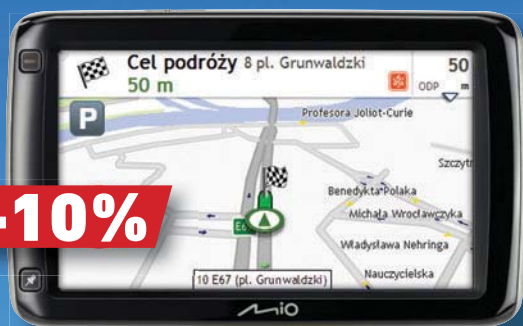 Cel podróży 8 pl. Grunwaldzki
50 m
50
ODP m
P
Profesora Joliot-Curie
Benedykta Polaka
Michała Wrocławczyka
Władysława Nehringa
Nauczycielska
-10%
10 E67 (pl. Grunwaldzki)
Mio